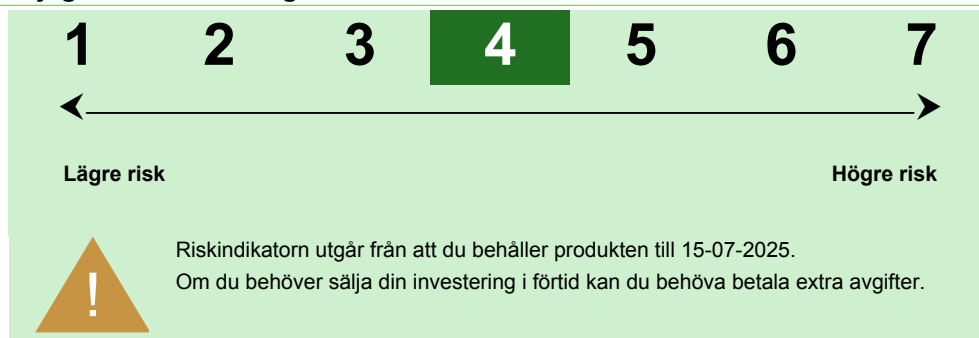 1 2 3 4 5 6 7
Lägre risk Högre risk
! Riskindikatorn utgår från att du behåller produkten till 15-07-2025.
Om du behöver sälja din investering i förtid kan du behöva betala extra avgifter.